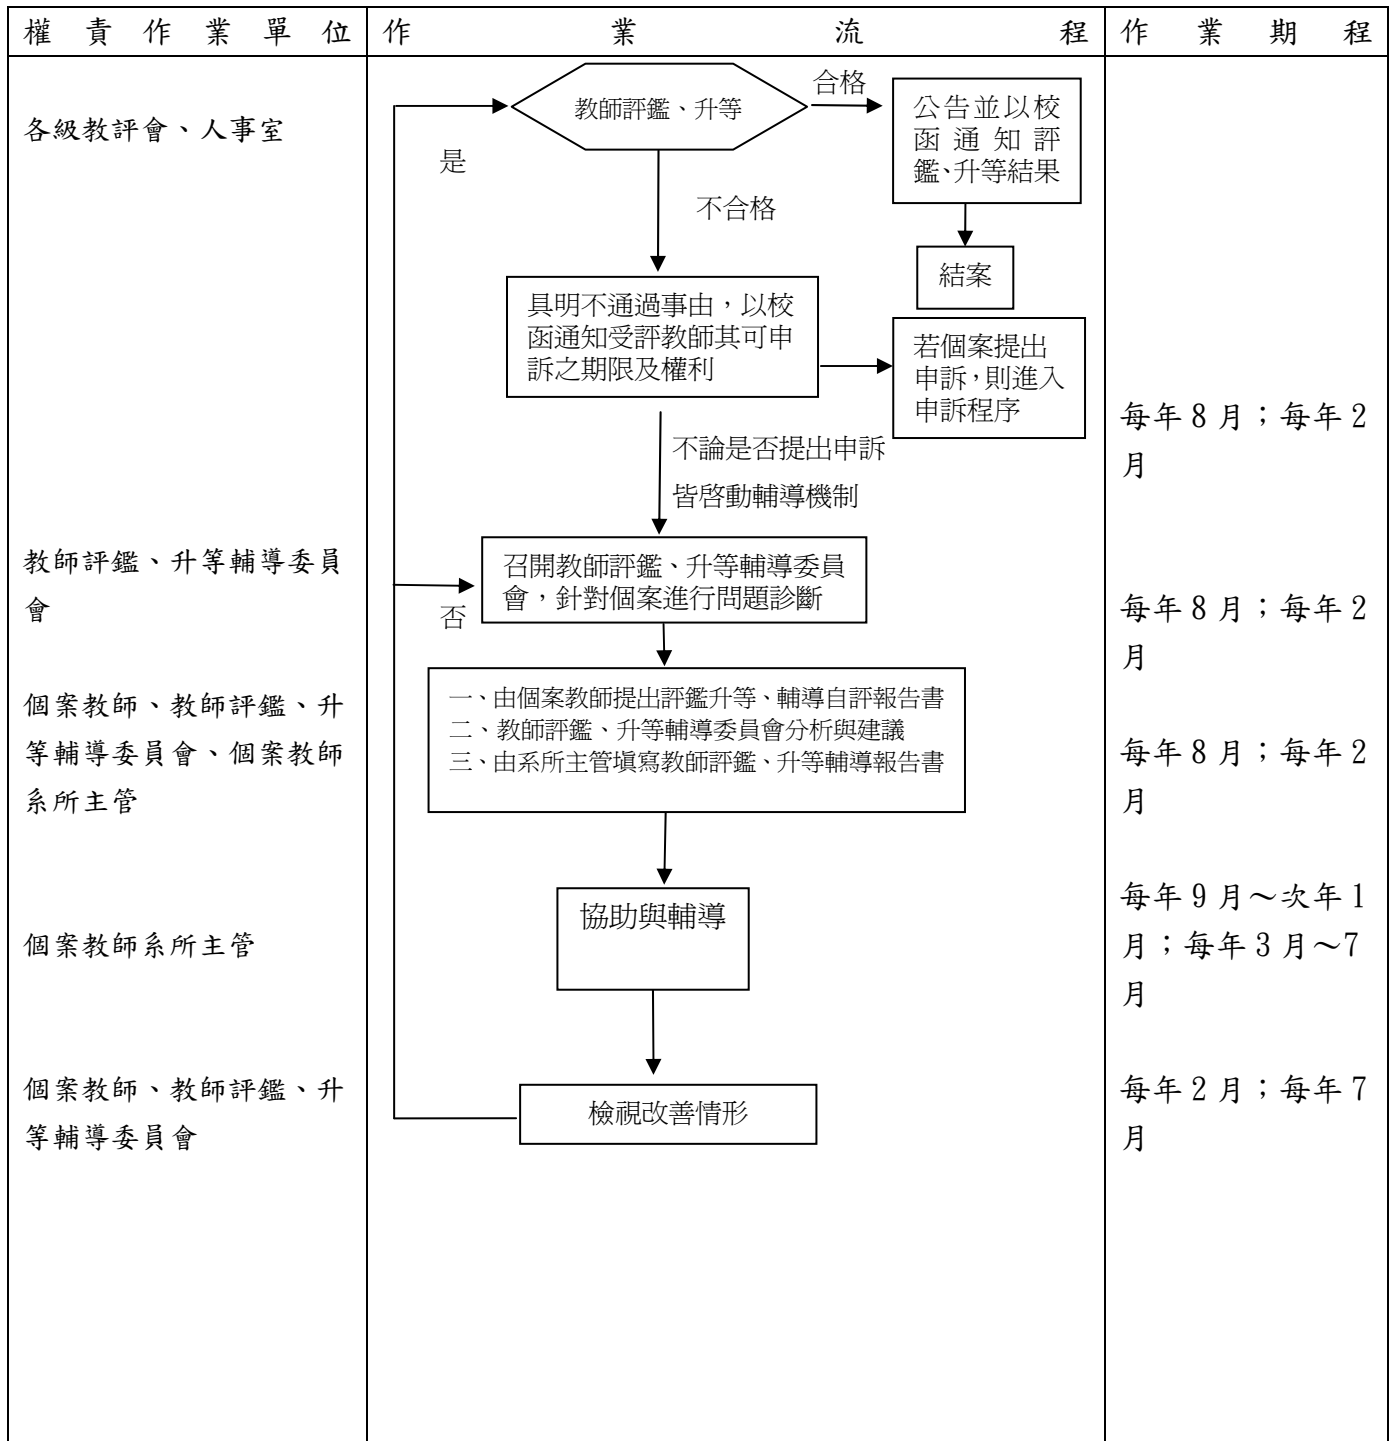 權責作業單位
作業流程
作業期程
各級教評會、人事室
教師評鑑、升等
合格
公告並以校
函通知評
鑑、升等結果
是
不合格
結案
具明不通過事由，以校
函通知受評教師其可申
訴之期限及權利
若個案提出
申訴，則進入
申訴程序
每年8月；每年2
月
不論是否提出申訴
皆啓動輔導機制
教師評鑑、升等輔導委員
會
召開教師評鑑、升等輔導委員
會，針對個案進行問題診斷
否
每年8月；每年2
月
個案教師、教師評鑑、升
等輔導委員會、個案教師
系所主管
一、由個案教師提出評鑑升等、輔導自評報告書
二、教師評鑑、升等輔導委員會分析與建議
三、由系所主管填寫教師評鑑、升等輔導報告書
每年8月；每年2
月
個案教師系所主管
協助與輔導
每年9月～次年1
月；每年3月～7
月
個案教師、教師評鑑、升
等輔導委員會
檢視改善情形
每年2月；每年7
月